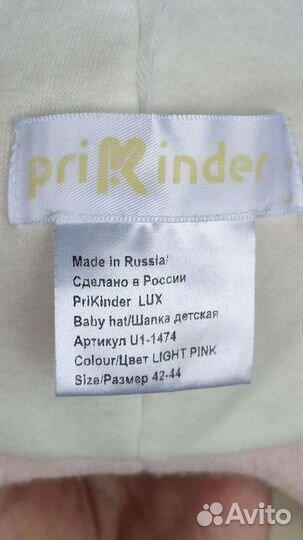 priKinder
Made in Russia/
Сделано в России
PriKinder LUX
Baby hat/Шапка детская
Артикул U1-1474
Colour/Цвет LIGHT PINK
Size/Размер 42-44
Avito